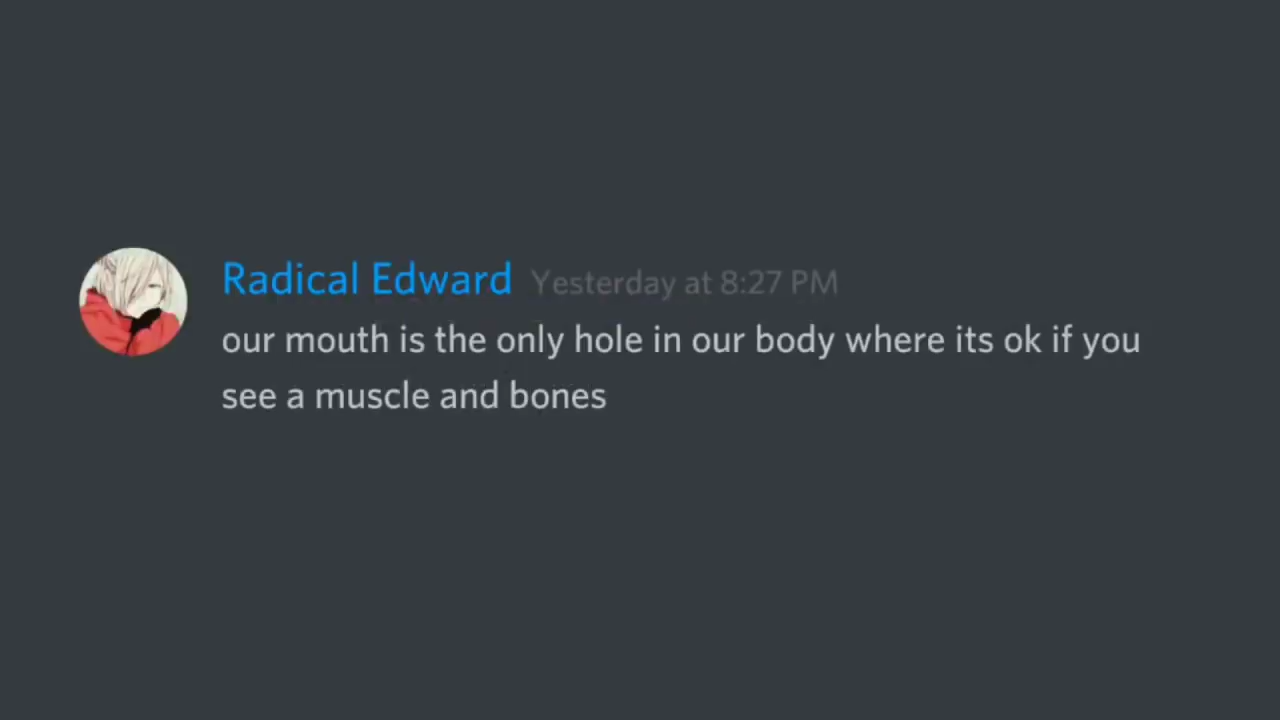 Radical Edward Yesterday at 8:27 PM
our mouth is the only hole in our body where its ok if you
see a muscle and bones